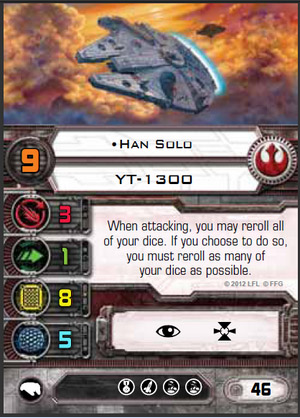 •Han Solo
9
YT-1300
3
When attacking, you may reroll all
of your dice. If you choose to do so,
you must reroll as many of
your dice as possible.
© 2012 LFL © FFG
1
8
5
46